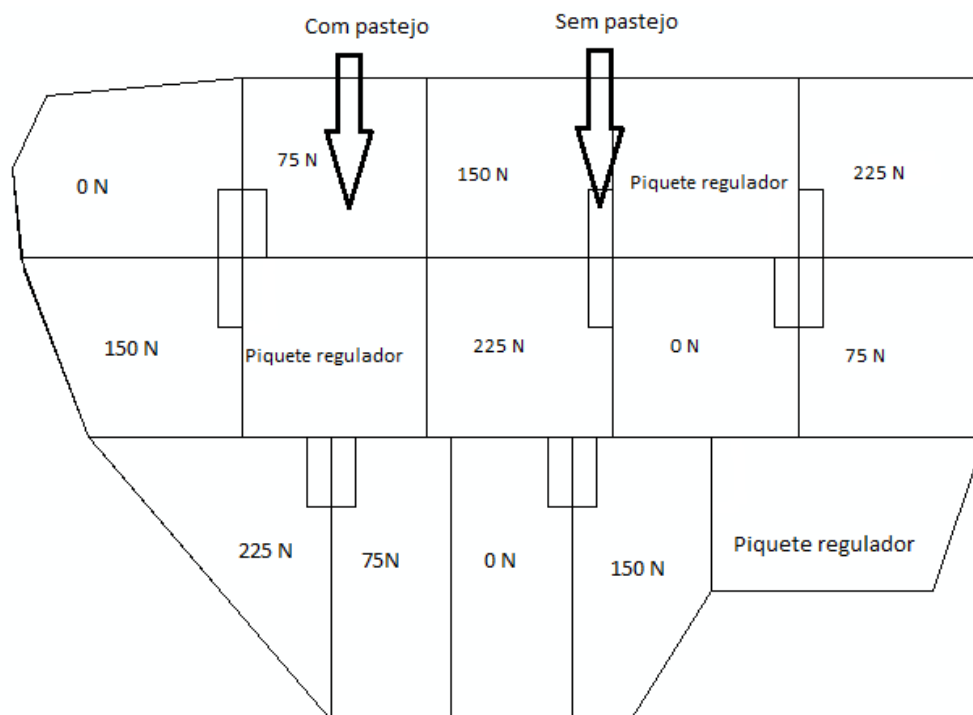 Com pastejo
Sem pastejo
0 N
75 N
150 N
Piquete regulador
225 N
150 N
Piquete regulador
225 N
0 N
75 N
225 N
75N
0 N
150 N
Piquete regulador